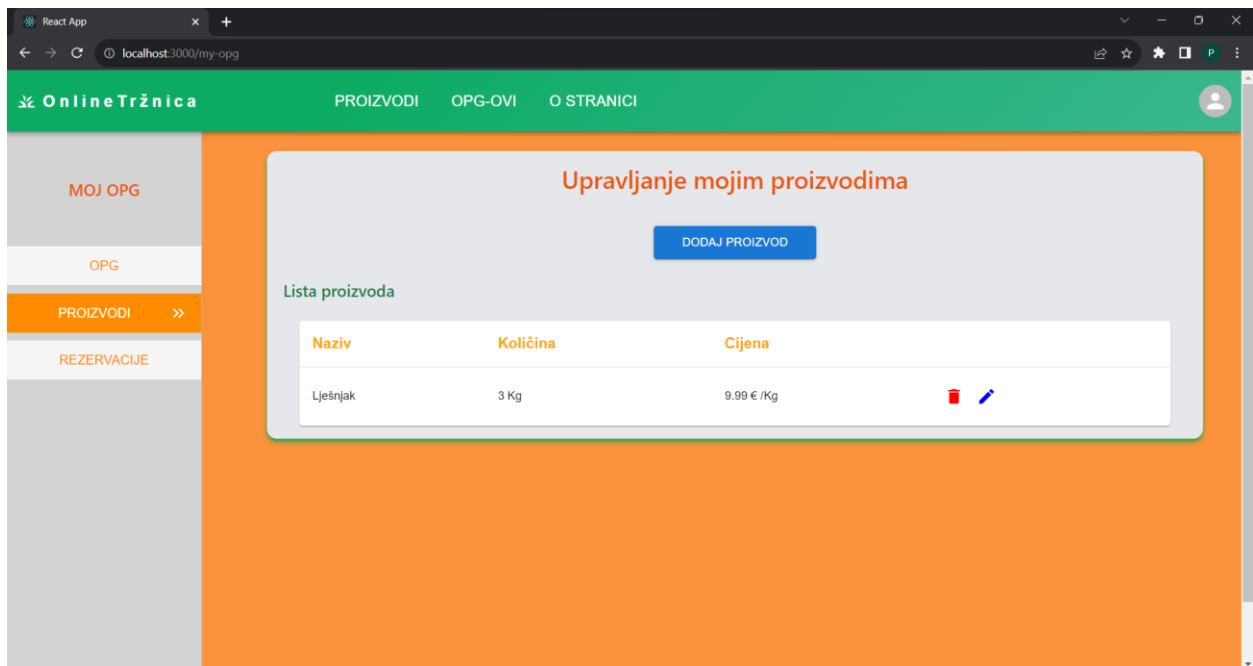 React App
localhost:3000/my-opg
P
OnlineTržnica
PROIZVODI OPG-OVI O STRANICI
MOJ OPG
OPG
PROIZVODI
REZERVACIJE
Upravljanje mojim proizvodima
DODAJ PROIZVOD
Lista proizvoda
Naziv Količina Cijena
Lješnjak 3 Kg 9.99 € /Kg